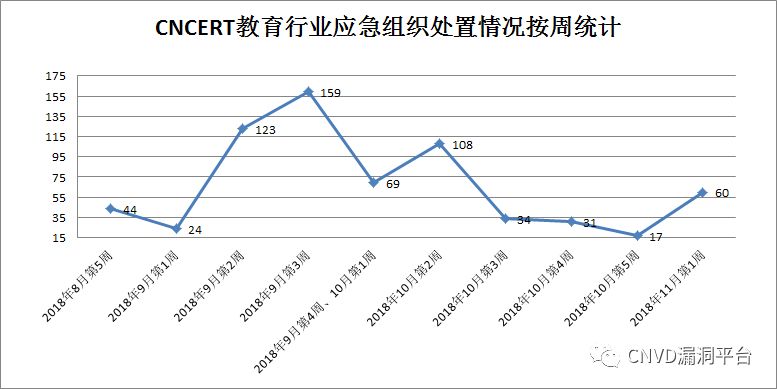 CNCERT教育行业应急组织处置情况按周统计
175
155
135
115
95
75
55
35
15
44
24
123
159
69
108
34
31
17
60
2018年8月第5周
2018年9月第1周
2018年9月第2周
2018年9月第3周
2018年9月第4周、10月第1周
2018年10月第2周
2018年10月第3周
2018年10月第4周
2018年10月第5周
2018年11月第1周
CNVD漏洞平台